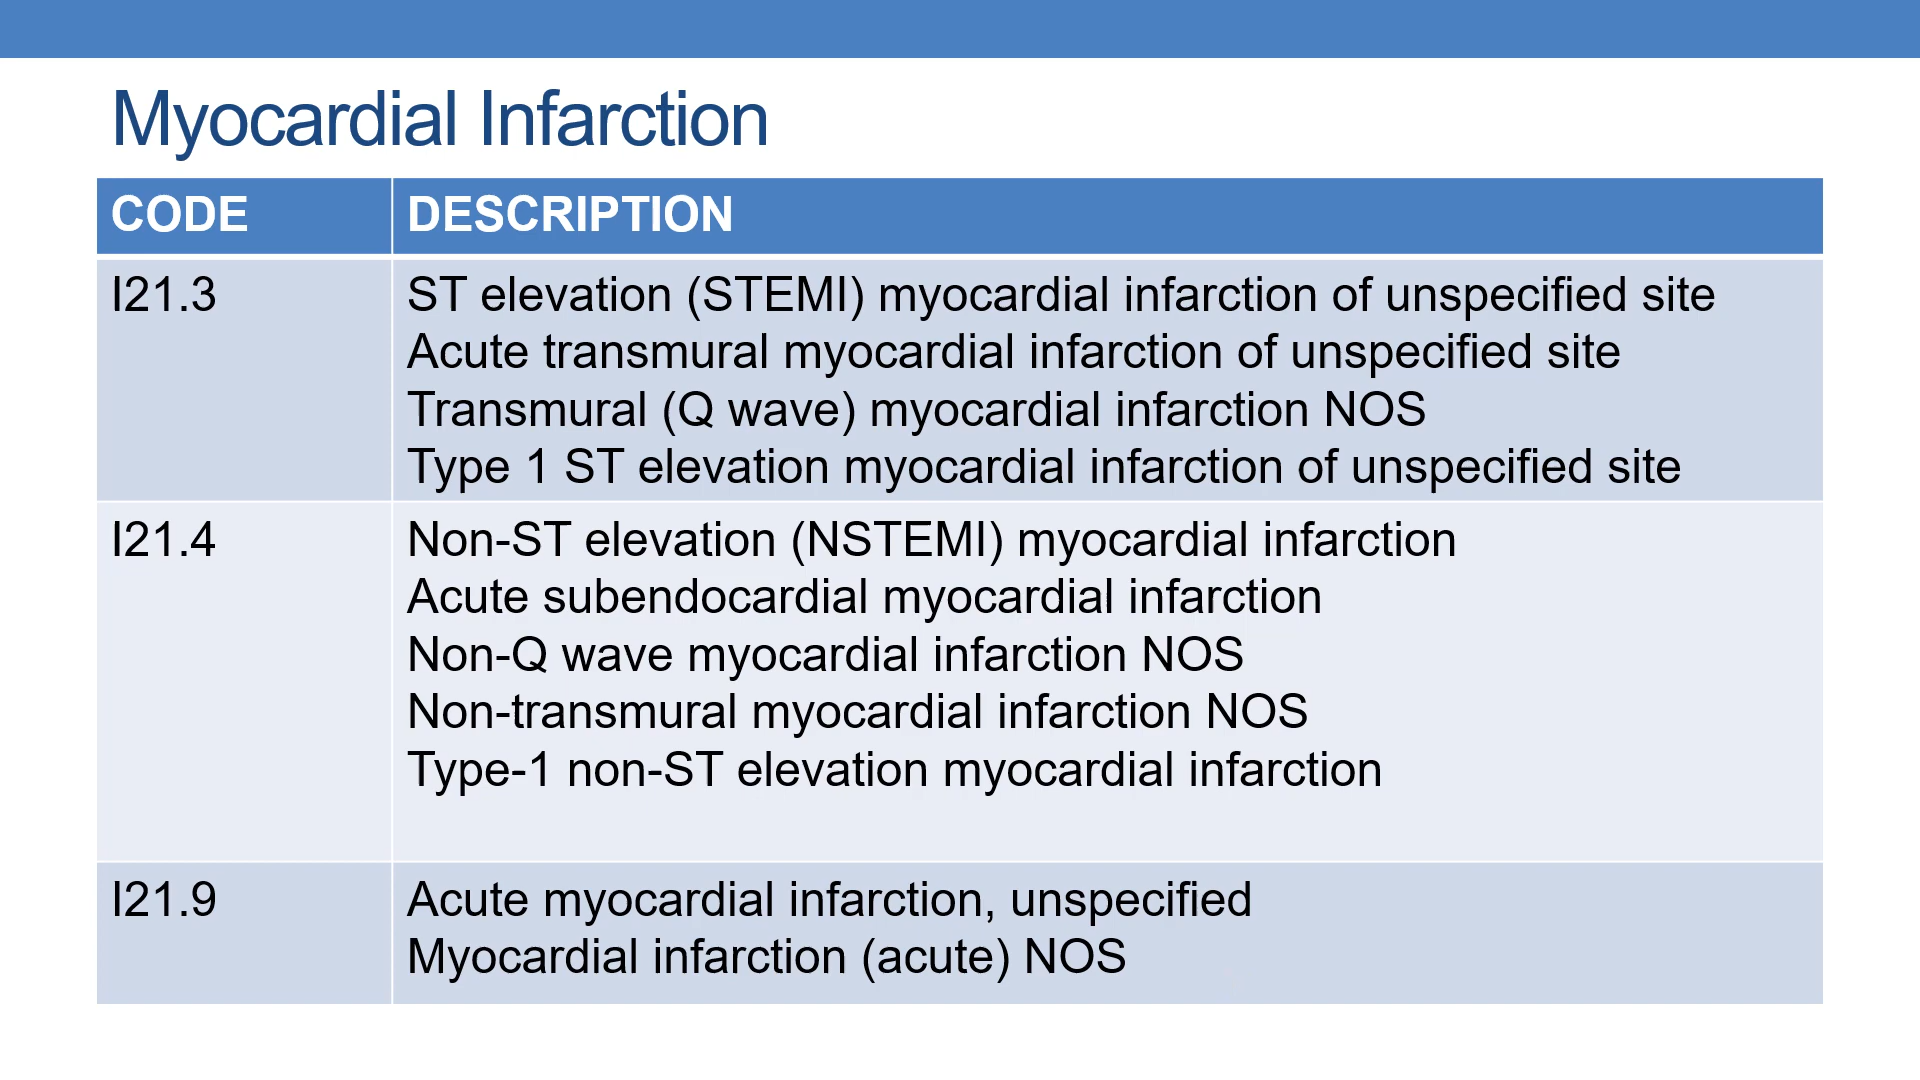 Myocardial Infarction
CODE DESCRIPTION
I21.3 ST elevation (STEMI) myocardial infarction of unspecified site
Acute transmural myocardial infarction of unspecified site
Transmural (Q wave) myocardial infarction NOS
Type 1 ST elevation myocardial infarction of unspecified site
I21.4 Non-ST elevation (NSTEMI) myocardial infarction
Acute subendocardial myocardial infarction
Non-Q wave myocardial infarction NOS
Non-transmural myocardial infarction NOS
Type-1 non-ST elevation myocardial infarction
I21.9 Acute myocardial infarction, unspecified
Myocardial infarction (acute) NOS